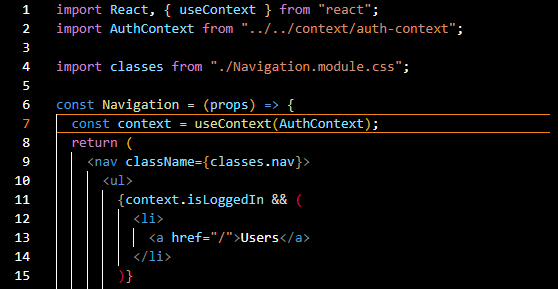 1 import React, { useContext } from "react";
2 import AuthContext from "../../context/auth-context";
3
4 import classes from "./Navigation.module.css";
5
6 const Navigation = (props) => {
7   const context = useContext(AuthContext);
8   return (
9     <nav className={classes.nav}>
10       <ul>
11         {context.isLoggedIn && (
12           <li>
13             <a href="/">Users</a>
14           </li>
15         )}